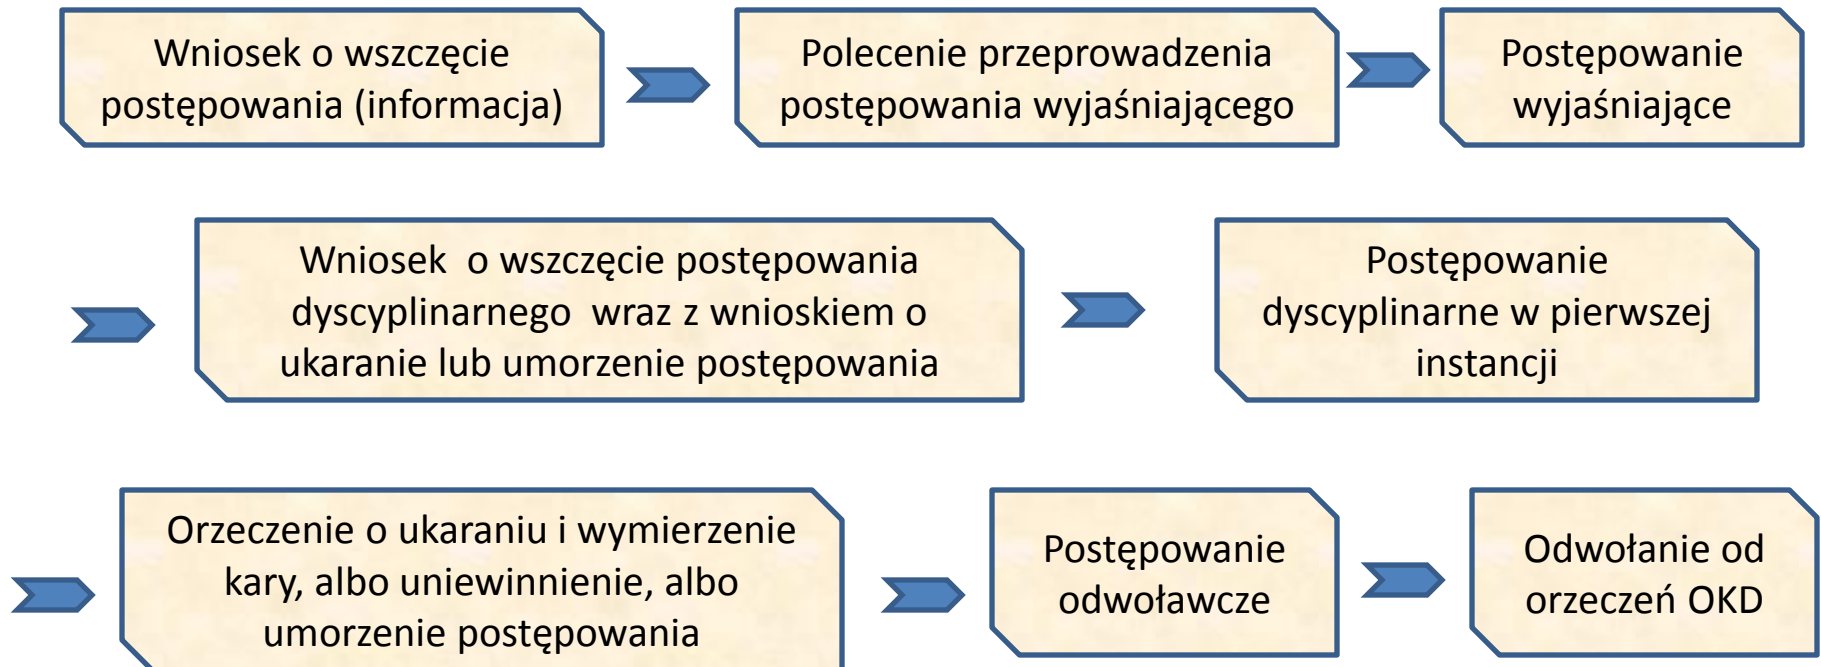 Wniosek o wszczęcie
postępowania (informacja)
Polecenie przeprowadzenia
postępowania wyjaśniającego
Postępowanie
wyjaśniające
Wniosek o wszczęcie postępowania
dyscyplinarnego wraz z wnioskiem o
ukaranie lub umorzenie postępowania
Postępowanie
dyscyplinarne w pierwszej
instancji
Orzeczenie o ukaraniu i wymierzenie
kary, albo uniewinnienie, albo
umorzenie postępowania
Postępowanie
odwoławcze
Odwołanie od
orzeczeń OKD